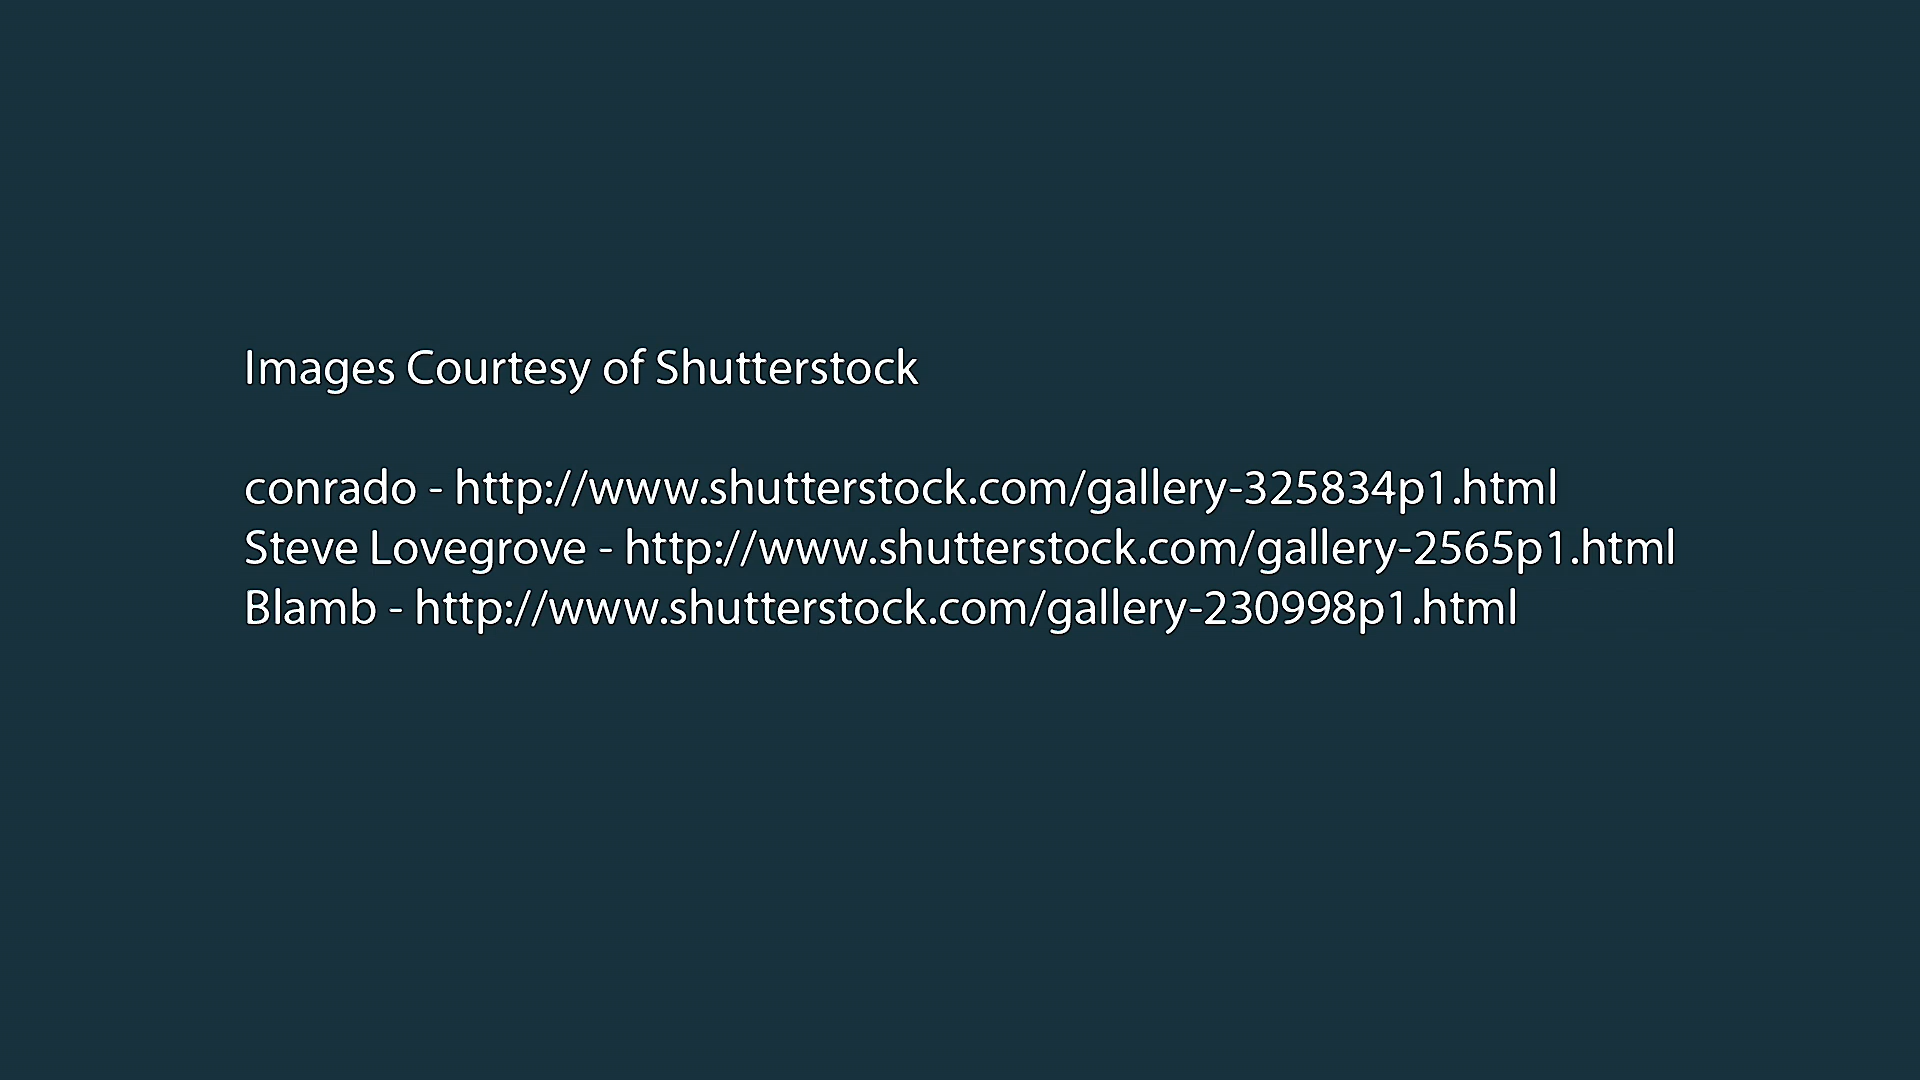 Images Courtesy of Shutterstock
conrado - http://www.shutterstock.com/gallery-325834p1.html
Steve Lovegrove - http://www.shutterstock.com/gallery-2565p1.html
Blamb - http://www.shutterstock.com/gallery-230998p1.html